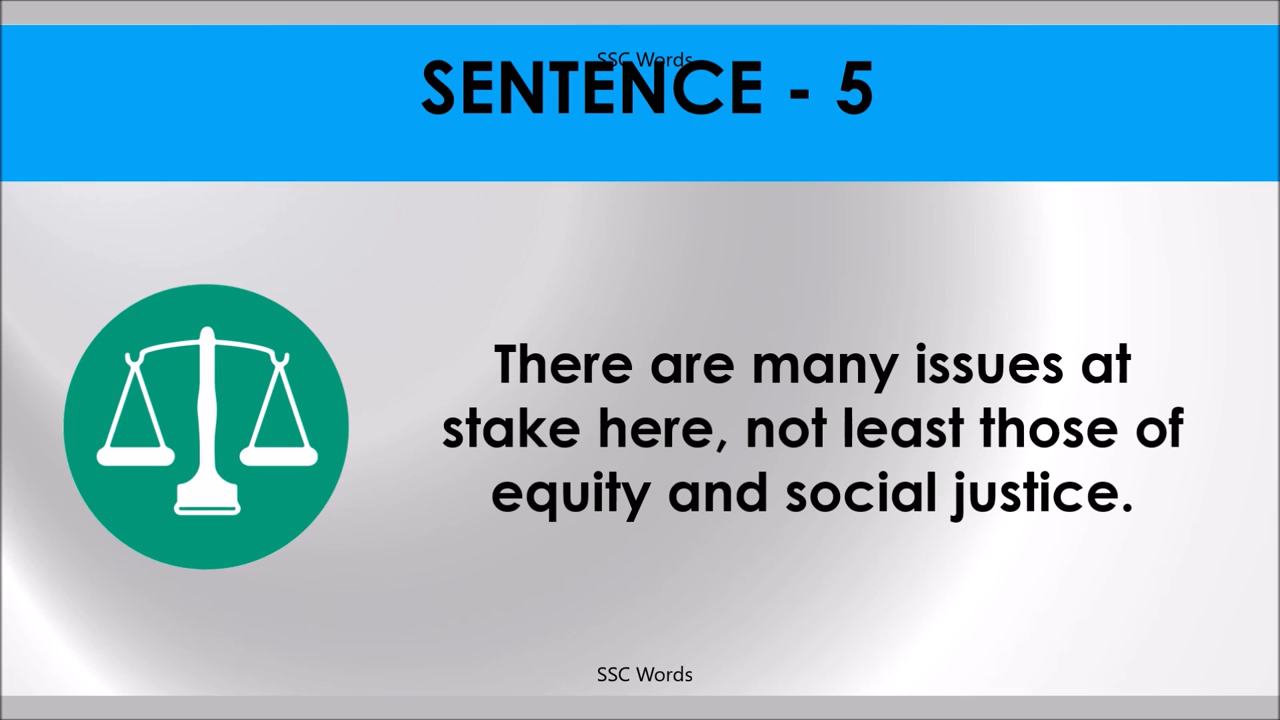 SSC Words
SENTENCE - 5
There are many issues at
stake here, not least those of
equity and social justice.
SSC Words